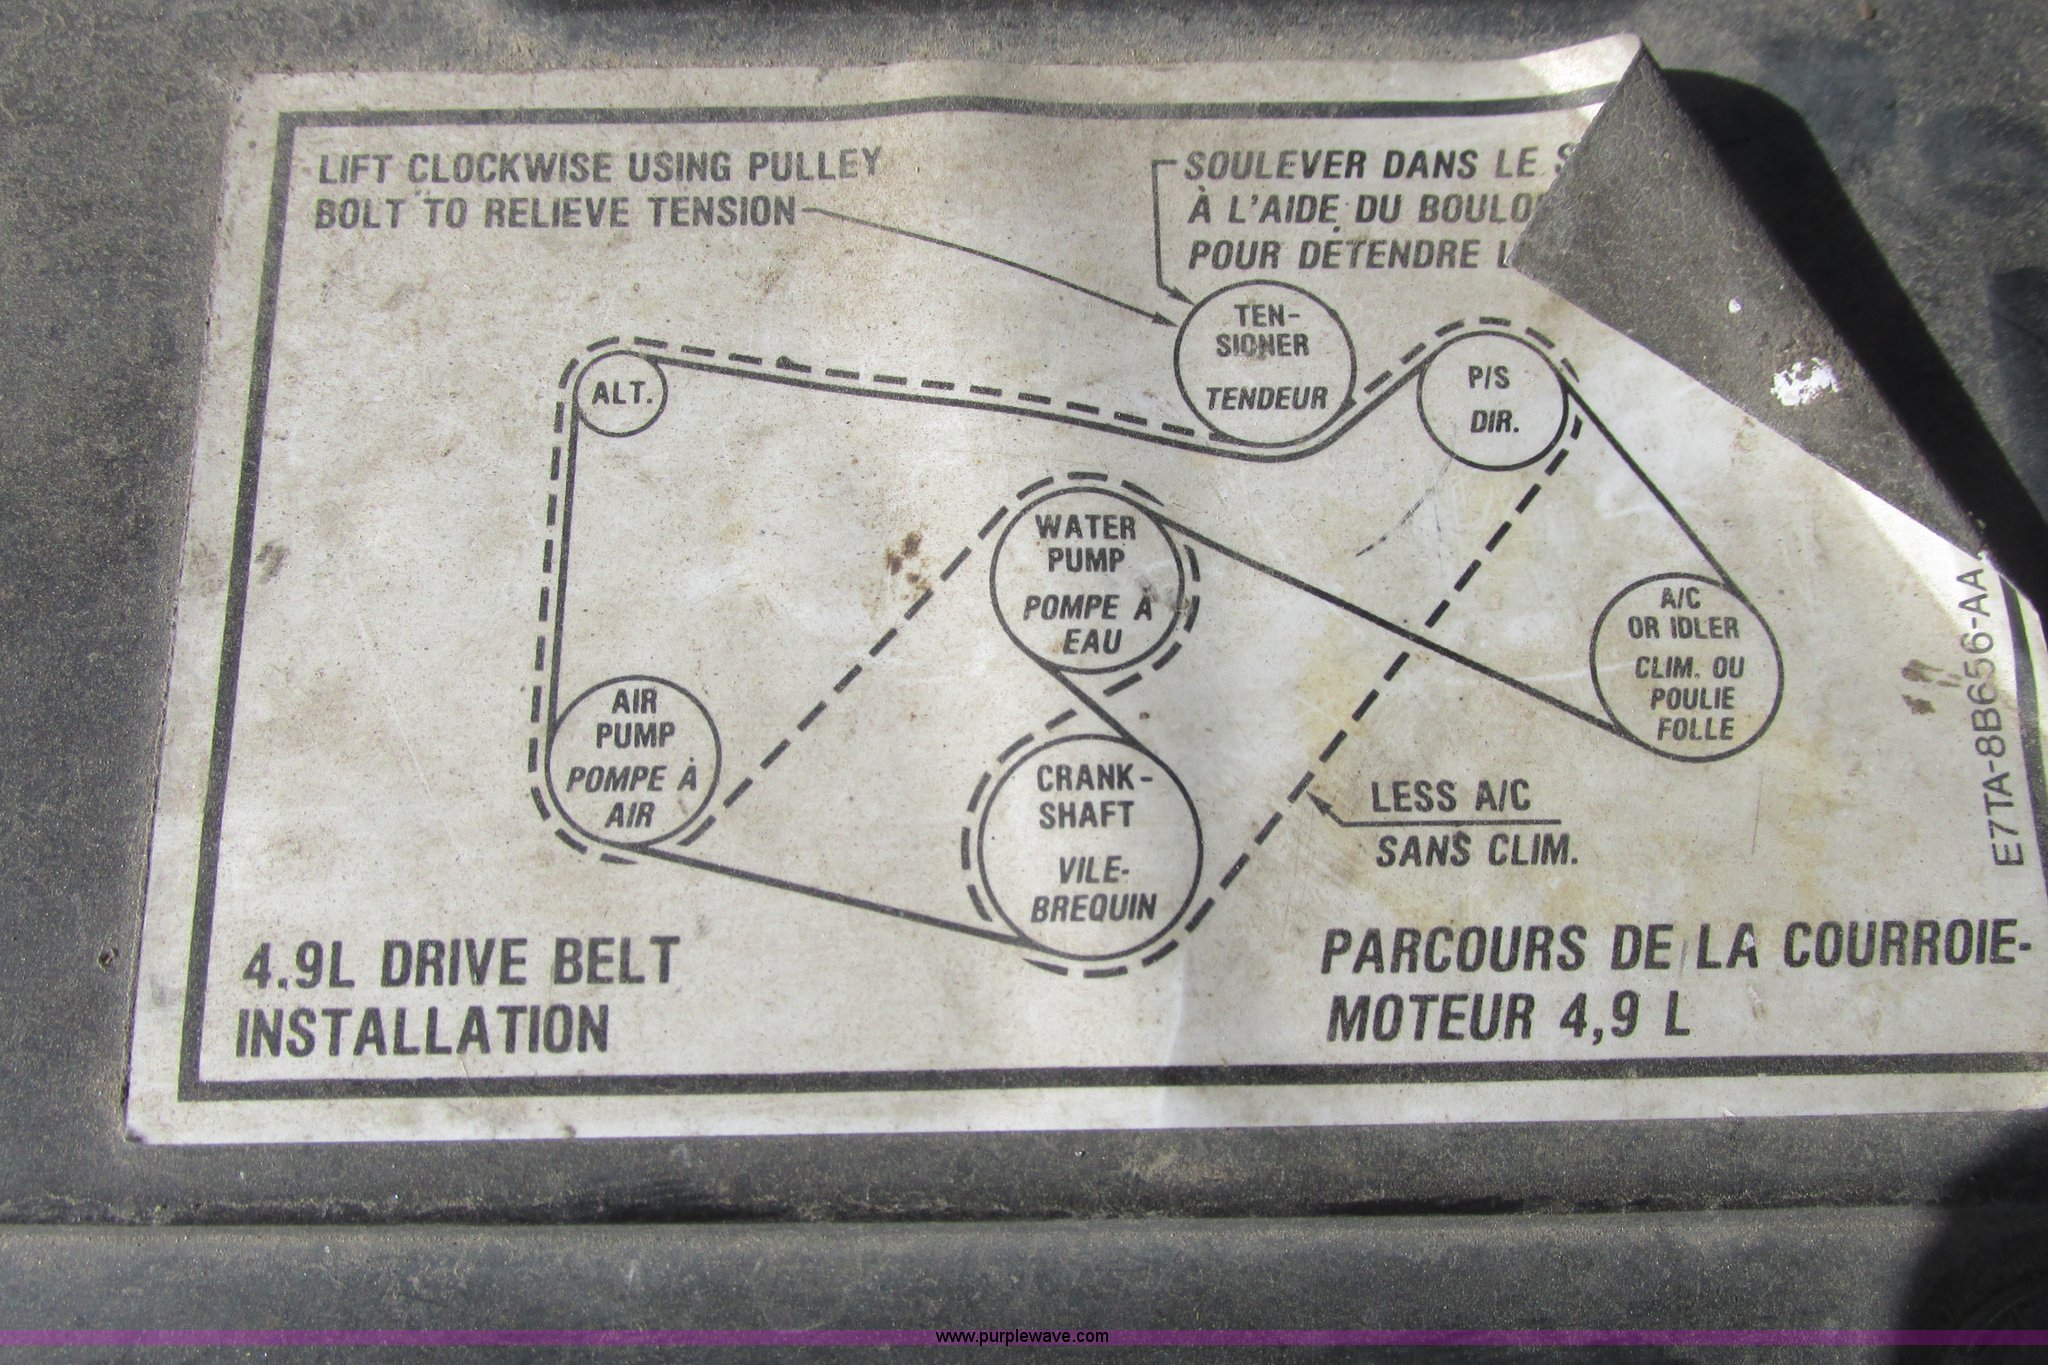 LIFT CLOCKWISE USING PULLEY
BOLT TO RELIEVE TENSION
SOULEVER DANS LE
À L'AIDE DU
POUR DÉTENDRE
TEN-
SIONER
TENDEUR
P/S
DIR.
ALT.
WATER
PUMP
POMPE À
EAU
A/C
OR IDLER
CLIM. OU
POULIE
FOLLE
AIR
PUMP
POMPE À
AIR
CRANK-
SHAFT
VILE-
BREQUIN
LESS A/C
SANS CLIM.
E7TA-8B656-AA
4.9L DRIVE BELT
INSTALLATION
PARCOURS DE LA COURROIE-
MOTEUR 4,9 L
www.purplewave.com